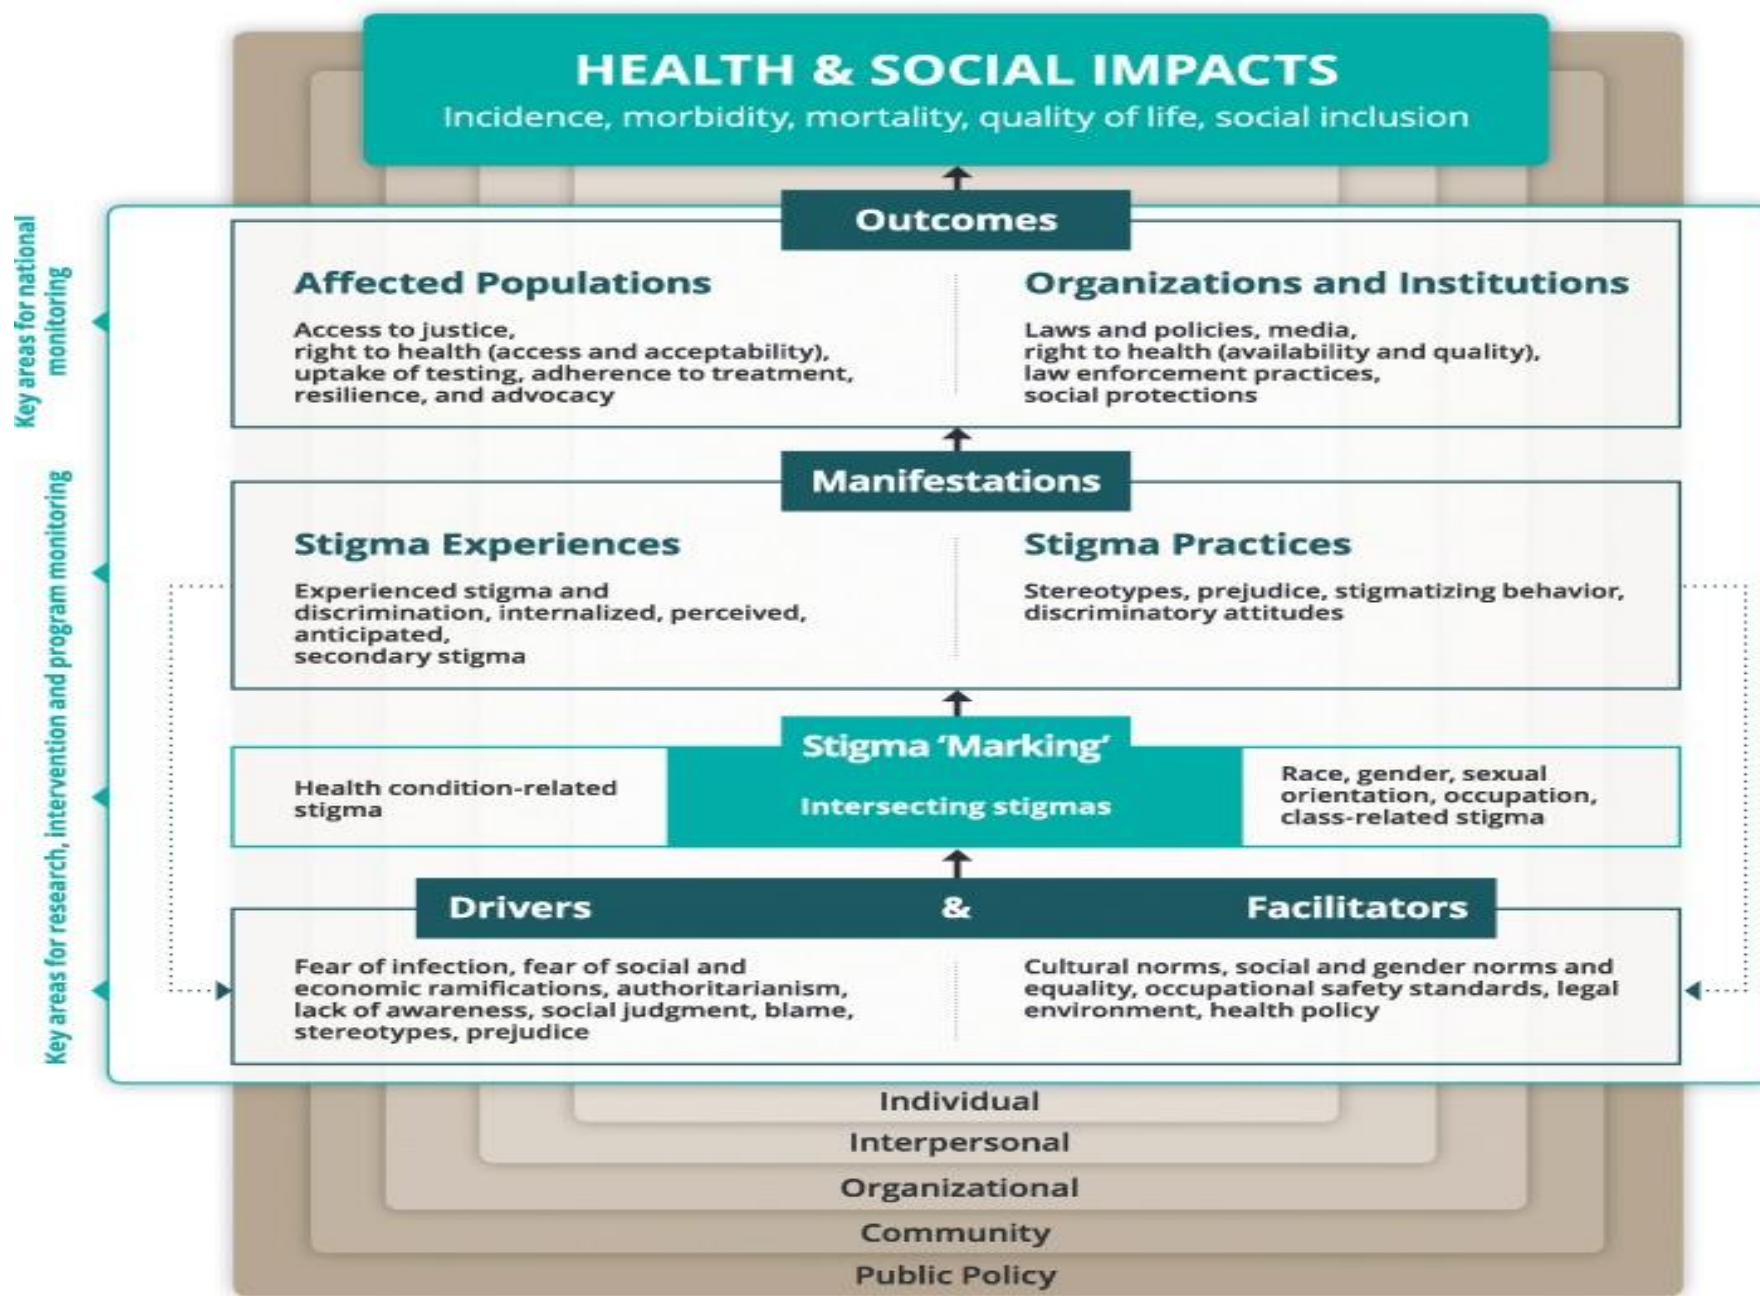 HEALTH & SOCIAL IMPACTS
Incidence, morbidity, mortality, quality of life, social inclusion
Key areas for national
monitoring
Outcomes
Affected Populations
Access to justice,
right to health (access and acceptability),
uptake of testing, adherence to treatment,
resilience, and advocacy
Organizations and Institutions
Laws and policies, media,
right to health (availability and quality),
law enforcement practices,
social protections
Key areas for research, intervention and program monitoring
Manifestations
Stigma Experiences
Experienced stigma and
discrimination, internalized, perceived,
anticipated,
secondary stigma
Stigma Practices
Stereotypes, prejudice, stigmatizing behavior,
discriminatory attitudes
Stigma ‘Marking’
Health condition-related
stigma
Intersecting stigmas
Race, gender, sexual
orientation, occupation,
class-related stigma
Drivers & Facilitators
Fear of infection, fear of social and
economic ramifications, authoritarianism,
lack of awareness, social judgment, blame,
stereotypes, prejudice
Cultural norms, social and gender norms and
equality, occupational safety standards, legal
environment, health policy
Individual
Interpersonal
Organizational
Community
Public Policy